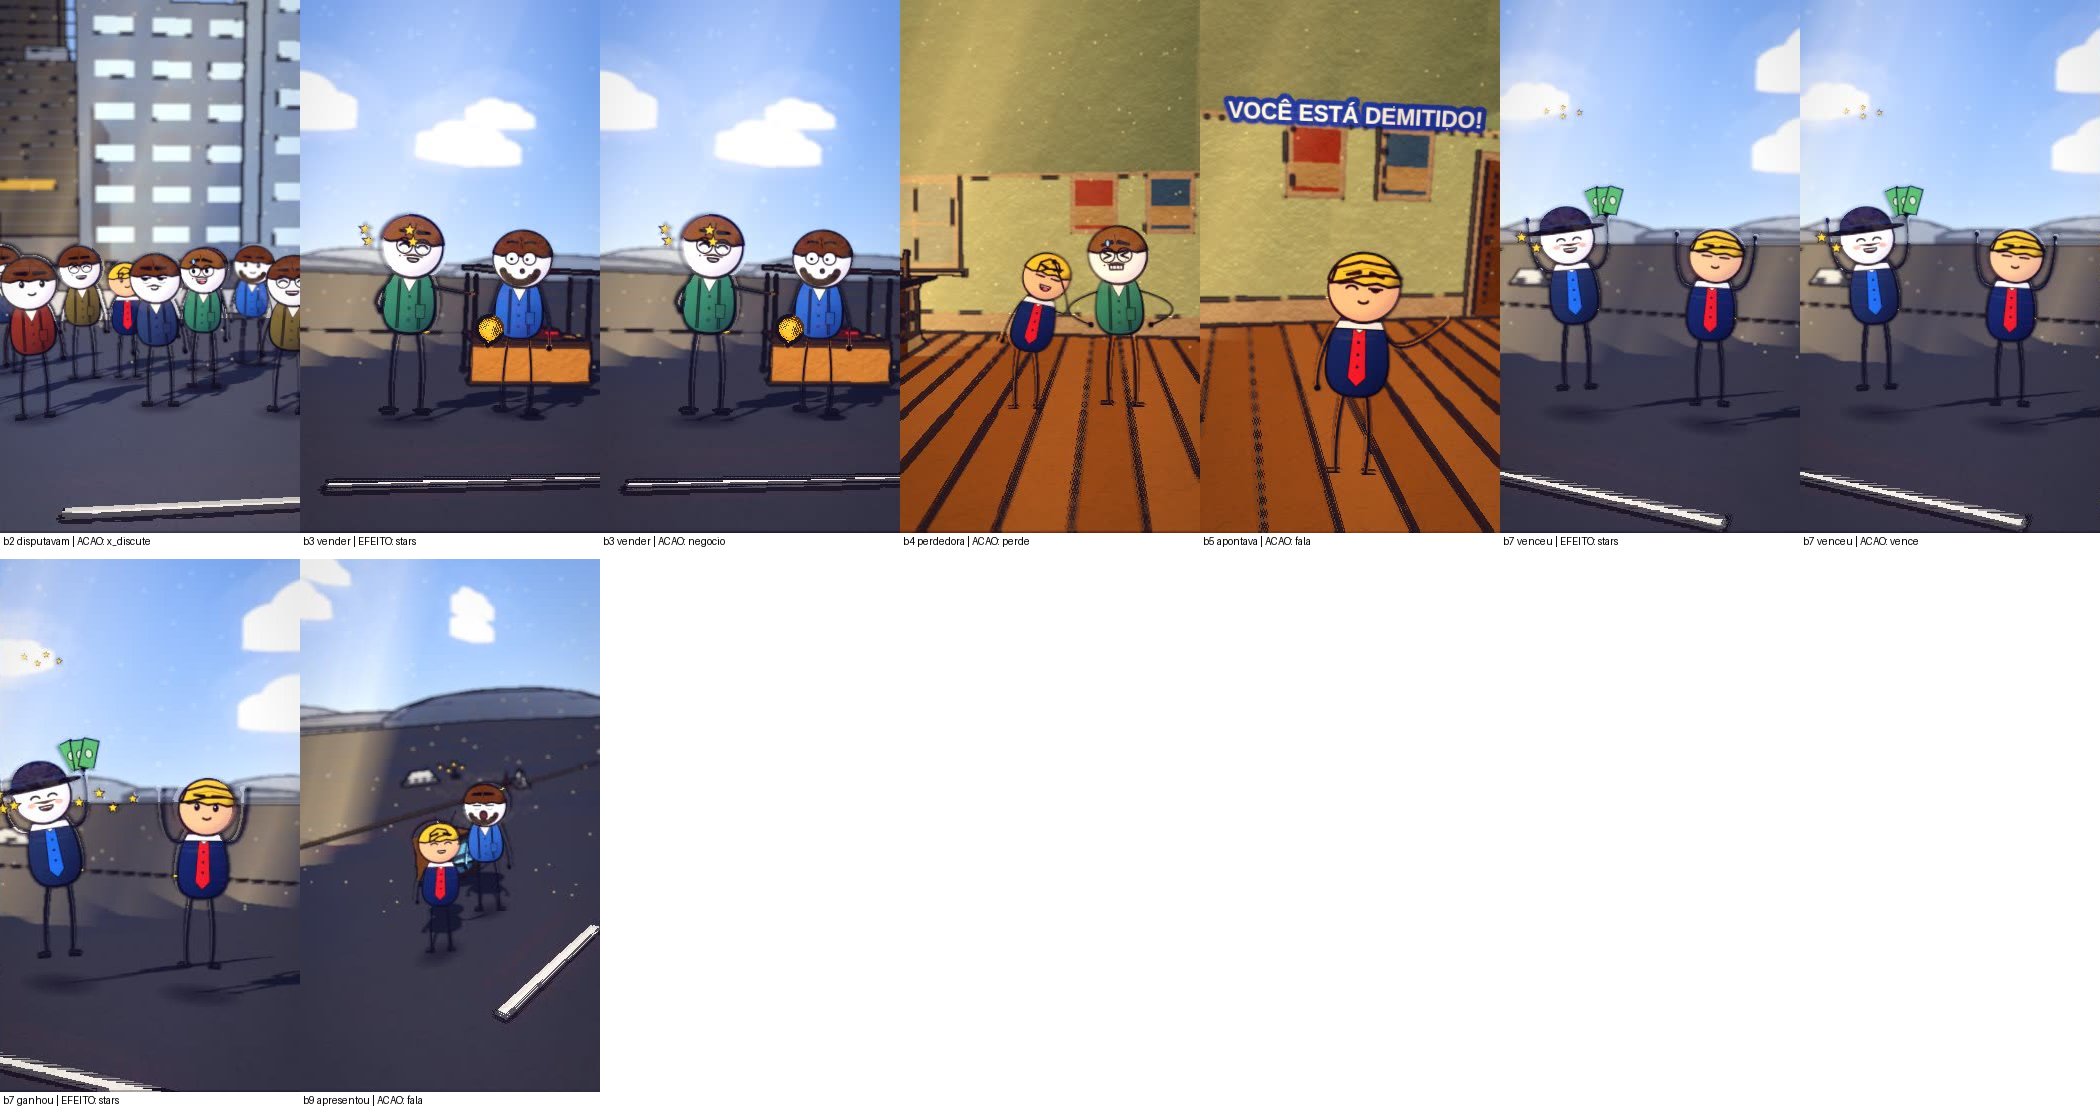 VOCÊ ESTÁ DEMITIDO!
b2 disputavam | ACAO: x_discute
b3 vender | EFEITO: stars
b3 vender | ACAO: negocio
b4 perdedora | ACAO: perde
b5 apontava | ACAO: fala
b7 venceu | EFEITO: stars
b7 venceu | ACAO: vence
b7 ganhou | EFEITO: stars
b9 apresentou | ACAO: fala